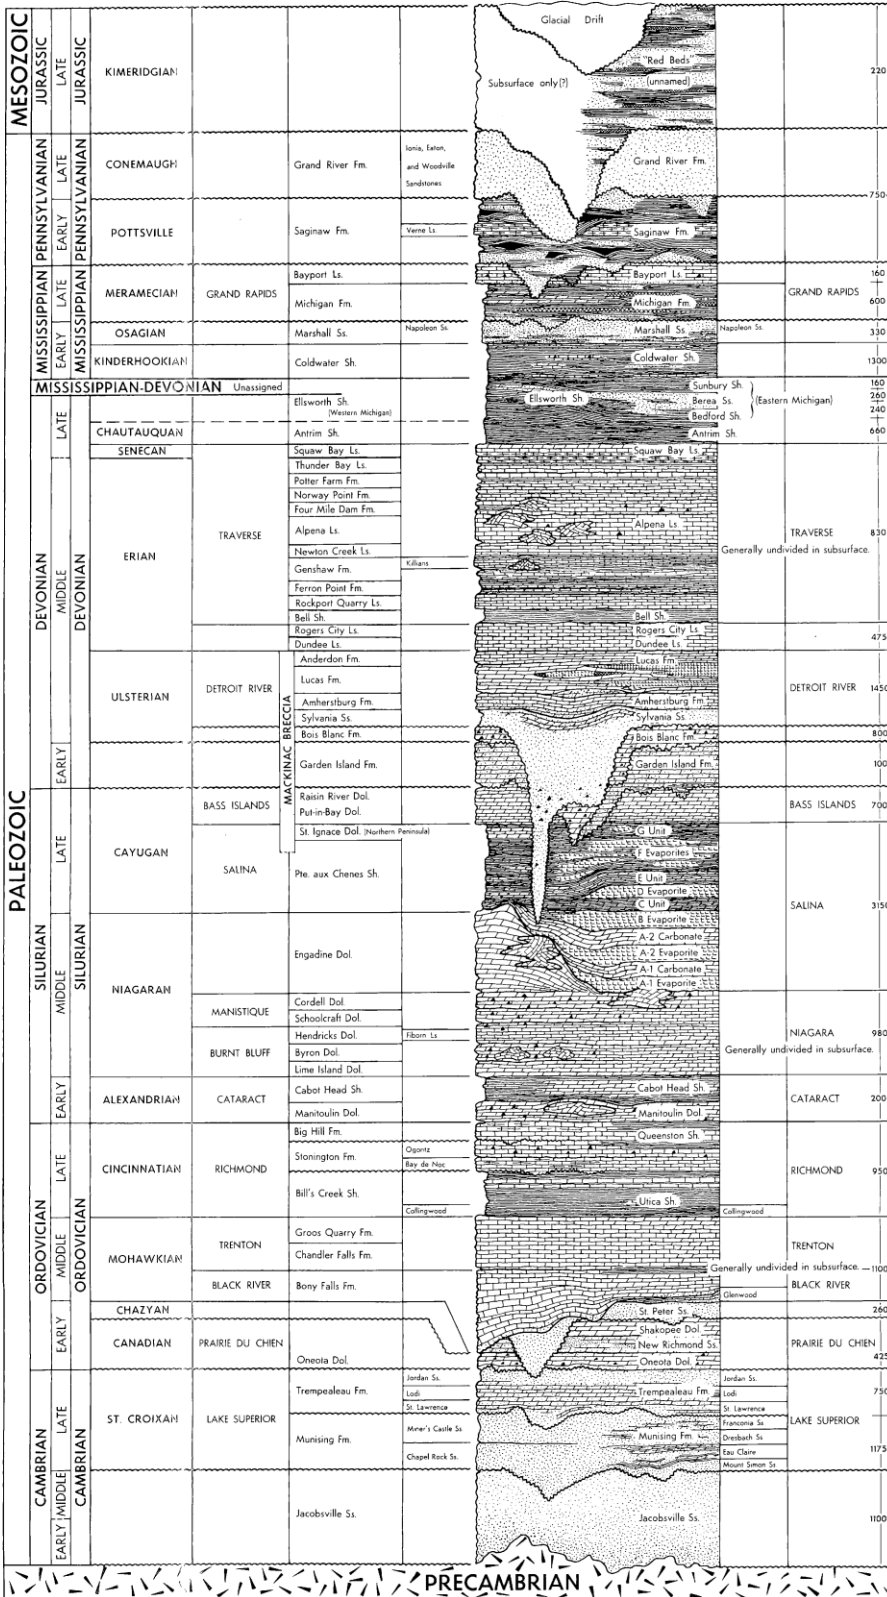 MESOZOIC
JURASSIC
LATE
JURASSIC
KIMERIDGIAN
Glacial Drift
"Red Beds"
(unnamed)
Subsurface only(?)
220
PALEOZOIC
PENNSYLVANIAN
LATE
PENNSYLVANIAN
CONEMAUGH
Grand River Fm.
Ionia, Eaton,
and Woodville
Sandstones
Grand River Fm.
750
EARLY
POTTSVILLE
Saginaw Fm.
Verne Ls.
Saginaw Fm.
MISSISSIPPIAN
LATE
MISSISSIPPIAN
MERAMECIAN
GRAND RAPIDS
Bayport Ls.
Bayport Ls.
GRAND RAPIDS
160
Michigan Fm.
Michigan Fm.
600
EARLY
OSAGIAN
Marshall Ss.
Napoleon Ss.
Marshall Ss.
Napoleon Ss.
330
KINDERHOOKIAN
Coldwater Sh.
Coldwater Sh.
1300
MISSISSIPPIAN-DEVONIAN Unassigned
Sunbury Sh.
160
DEVONIAN
LATE
DEVONIAN
Ellsworth Sh.
(Western Michigan)
Ellsworth Sh.
Berea Ss.
(Eastern Michigan)
260
Bedford Sh.
240
CHAUTAUQUAN
Antrim Sh.
Antrim Sh.
660
MIDDLE
SENECAN
Squaw Bay Ls.
Squaw Bay Ls.
ERIAN
TRAVERSE
Thunder Bay Ls.
Potter Farm Fm.
Norway Point Fm.
Four Mile Dam Fm.
Alpena Ls.
Alpena Ls
TRAVERSE
Generally undivided in subsurface.
830
Newton Creek Ls.
Genshaw Fm.
Killians
Ferron Point Fm.
Rockport Quarry Ls.
Bell Sh.
Bell Sh.
Rogers City Ls.
Rogers City Ls
475
Dundee Ls.
Dundee Ls.
ULSTERIAN
DETROIT RIVER
MACKINAC BRECCIA
Anderdon Fm.
Lucas Fm.
Lucas Fm.
DETROIT RIVER
1450
Amherstburg Fm.
Amherstburg Fm.
Sylvania Ss.
Sylvania Ss.
Bois Blanc Fm.
Bois Blanc Fm.
800
EARLY
Garden Island Fm.
Garden Island Fm.
100
SILURIAN
LATE
SILURIAN
CAYUGAN
BASS ISLANDS
Raisin River Dol.
Put-in-Bay Dol.
BASS ISLANDS
700
SALINA
St. Ignace Dol. (Northern Peninsula)
G Unit
F Evaporites
Pte. aux Chenes Sh.
E Unit
D Evaporite
C Unit
SALINA
3150
MIDDLE
NIAGARAN
B Evaporite
A-2 Carbonate
Engadine Dol.
A-2 Evaporite
A-1 Carbonate
A-1 Evaporite
MANISTIQUE
Cordell Dol.
Schoolcraft Dol.
BURNT BLUFF
Hendricks Dol.
Fiborn Ls
NIAGARA
980
Byron Dol.
Generally undivided in subsurface.
Lime Island Dol.
EARLY
ALEXANDRIAN
CATARACT
Cabot Head Sh.
Cabot Head Sh.
CATARACT
200
Manitoulin Dol.
Manitoulin Dol.
ORDOVICIAN
LATE
ORDOVICIAN
CINCINNATIAN
RICHMOND
Big Hill Fm.
Queenston Sh.
Stonington Fm.
Ogontz
Bay de Noc
RICHMOND
950
Bill's Creek Sh.
Collingwood
Utica Sh.
Collingwood
MIDDLE
MOHAWKIAN
TRENTON
Groos Quarry Fm.
TRENTON
Chandler Falls Fm.
Generally undivided in subsurface.
1100
BLACK RIVER
Bony Falls Fm.
BLACK RIVER
Glenwood
EARLY
CHAZYAN
St. Peter Ss.
260
CANADIAN
PRAIRIE DU CHIEN
Shakopee Dol.
New Richmond Ss.
PRAIRIE DU CHIEN
Oneota Dol.
Oneota Dol.
425
CAMBRIAN
LATE
CAMBRIAN
ST. CROIXAN
LAKE SUPERIOR
Trempealeau Fm.
Jordan Ss.
Lodi
St. Lawrence
Trempealeau Fm.
Jordan Ss.
Lodi
St. Lawrence
750
LAKE SUPERIOR
Munising Fm.
Miner's Castle Ss.
Chapel Rock Ss.
Munising Fm.
Franconia Ss
Dresbach Ss
Eau Claire
Mount Simon Ss
1175
MIDDLE
EARLY
Jacobsville Ss.
Jacobsville Ss.
1100
PRECAMBRIAN